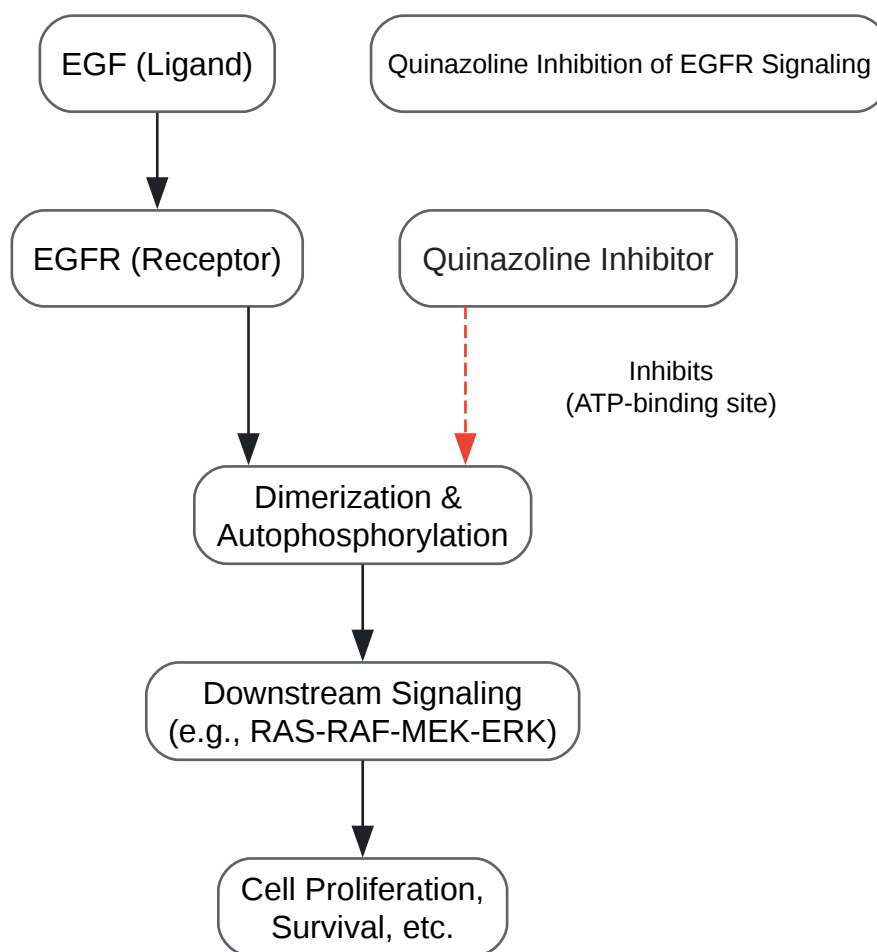 EGF (Ligand)
Quinazoline Inhibition of EGFR Signaling
EGFR (Receptor)
Quinazoline Inhibitor
Inhibits
(ATP-binding site)
Dimerization &
Autophosphorylation
Downstream Signaling
(e.g., RAS-RAF-MEK-ERK)
Cell Proliferation,
Survival, etc.